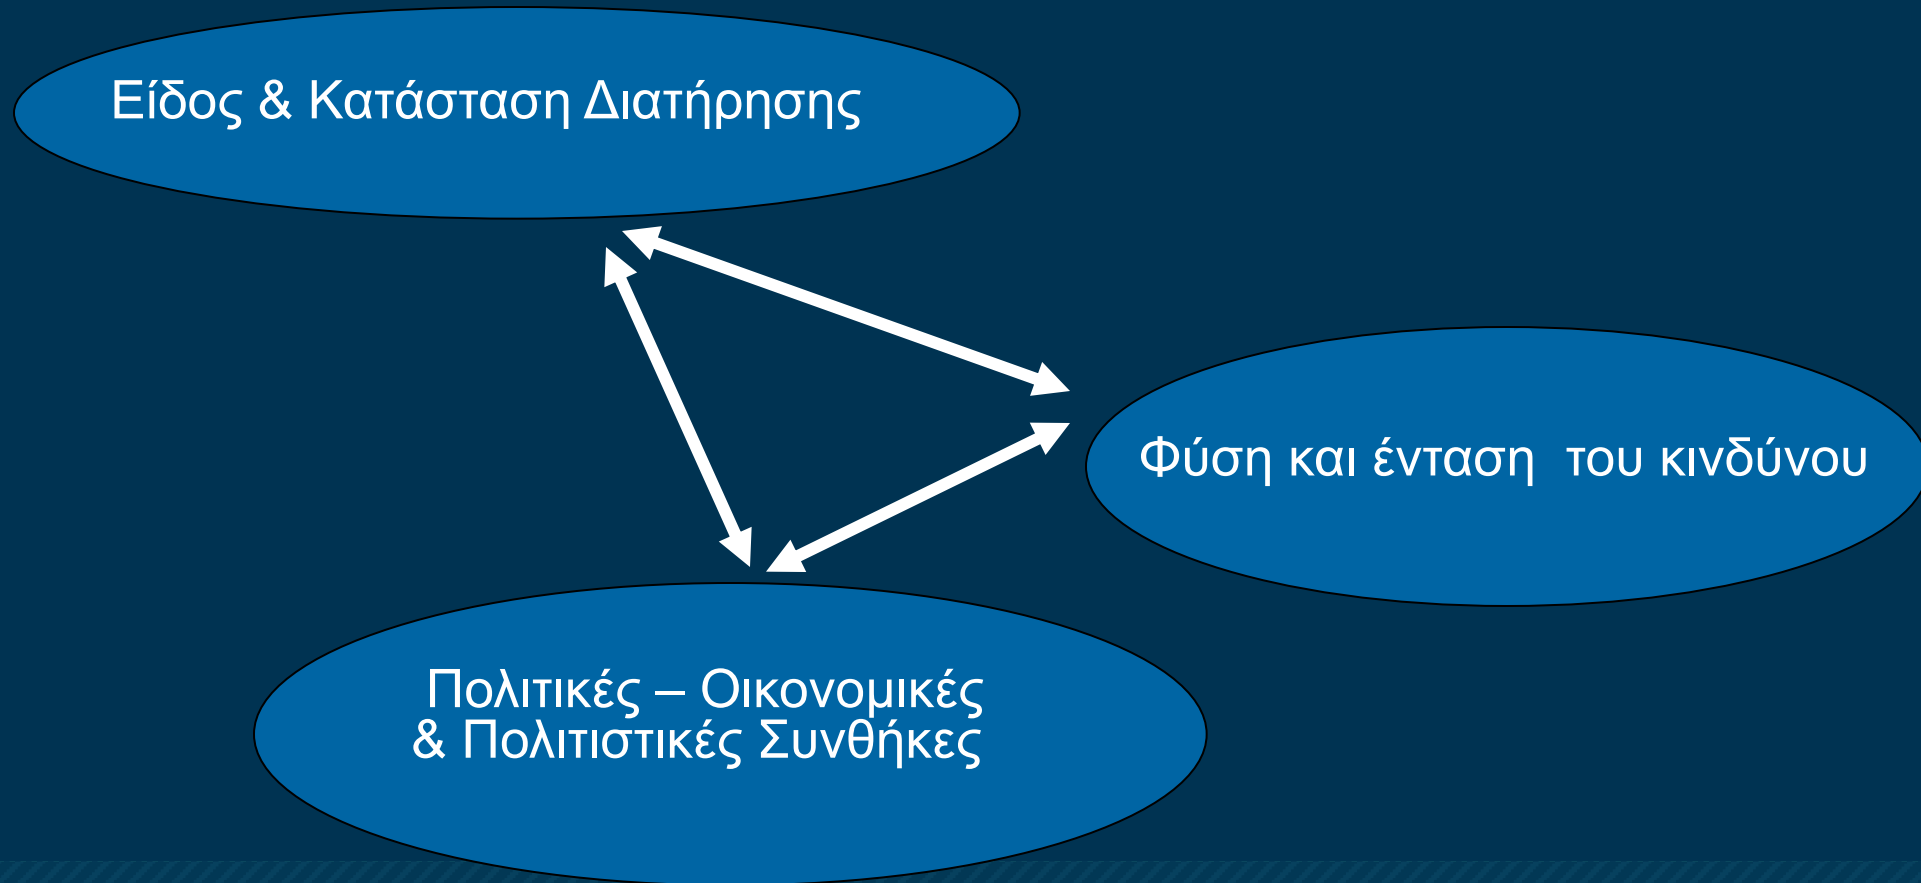 Είδος & Κατάσταση Διατήρησης
Φύση και ένταση του κινδύνου
Πολιτικές – Οικονομικές
& Πολιτιστικές Συνθήκες